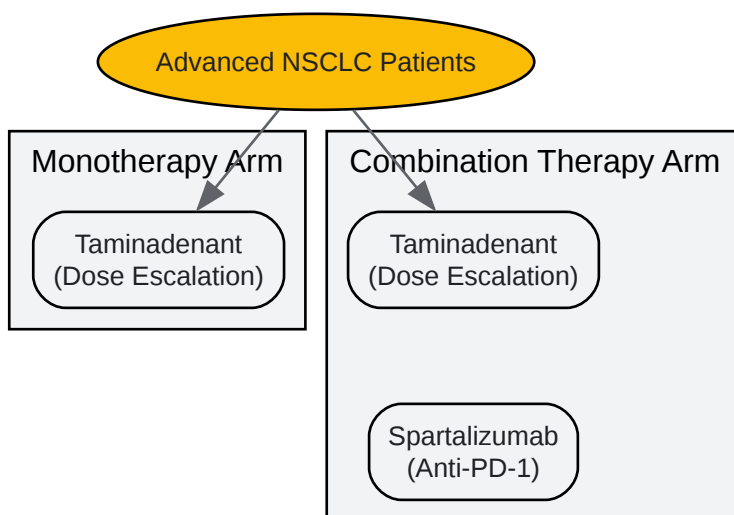 Advanced NSCLC Patients
Monotherapy Arm
Combination Therapy Arm
Taminadenant
(Dose Escalation)
Taminadenant
(Dose Escalation)
Spartalizumab
(Anti-PD-1)